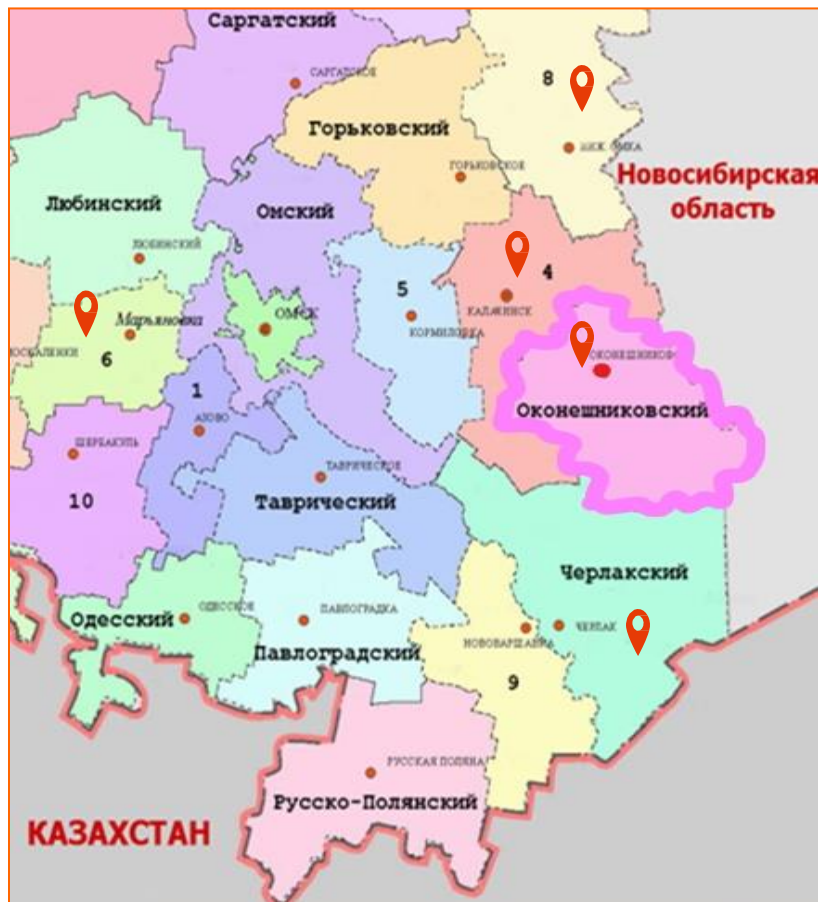 Саргатский
САРГАТСКОЕ
8
Горьковский
НИЖ ОМКА
ГОРЬКОВСКОЕ
Новосибирская
область
Любинский
Омский
ЛЮБИНСКИЙ
4
5
КАЛАЧИНСК
Марьяновка
ОМСК
КОРМИЛОВКА
6
ОКОНЕШНИКОВ
1
Оконешниковский
АЗОВО
ШЕРБАКУЛЬ
ТАВРИЧЕСКОЕ
10
Таврический
Черлакский
Одесский
ОДЕССКОЕ
ПАВЛОГРАДКА
ЧЕРЛАК
НОВОВАРШАВКА
Павлоградский
9
РУССКАЯ ПОЛЯНА
Русско-Полянский
КАЗАХСТАН